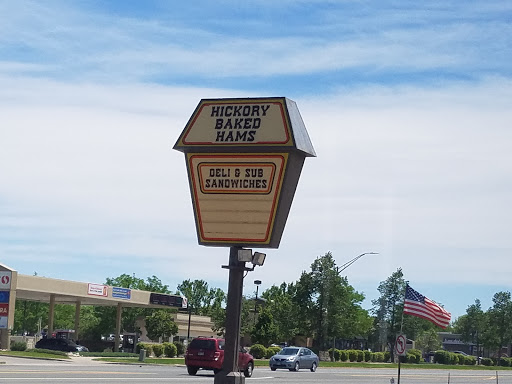 HICKORY
BAKED
HAMS
DELI & SUB
SANDWICHES